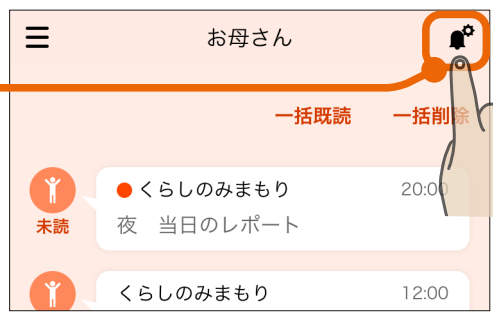 お母さん
一括既読　一括削除
くらしのみまもり 20:00
未読
夜　当日のレポート
くらしのみまもり 12:00